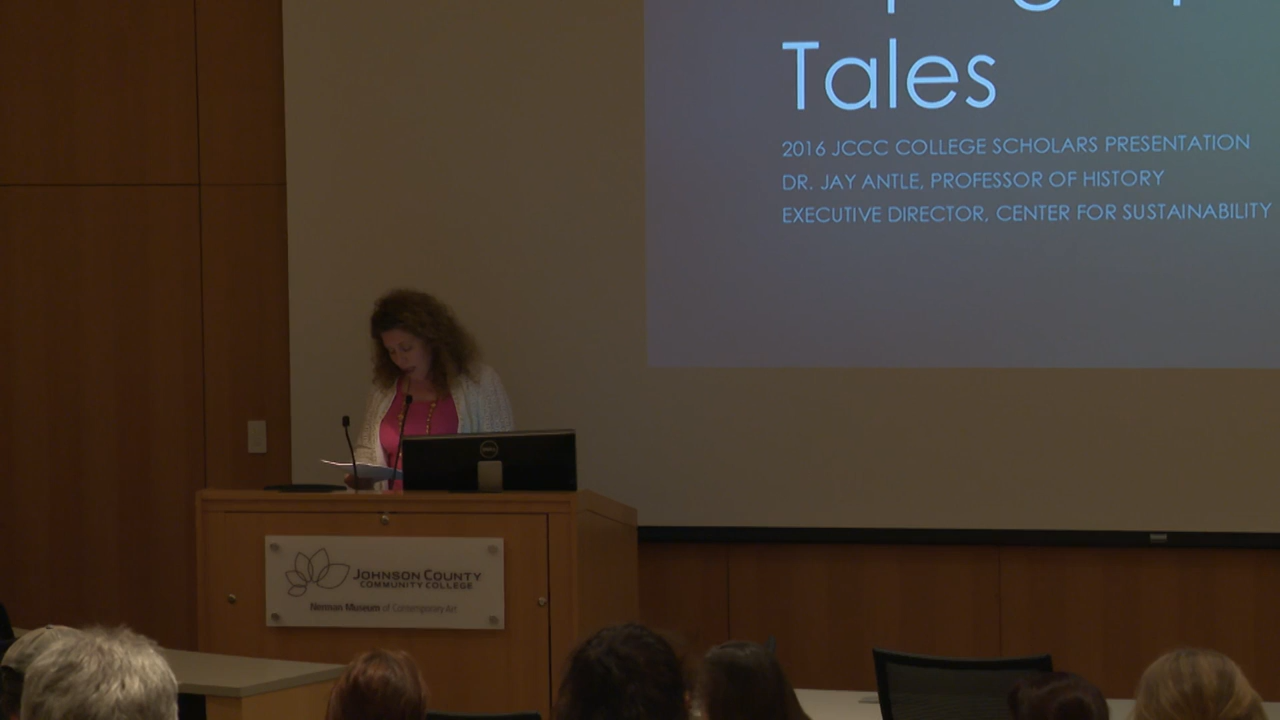 Tales
2016 JCCC COLLEGE SCHOLARS PRESENTATION
DR. JAY ANTLE, PROFESSOR OF HISTORY
EXECUTIVE DIRECTOR, CENTER FOR SUSTAINABILITY
JOHNSON COUNTY
COMMUNITY COLLEGE
Nerman Museum of Contemporary Art